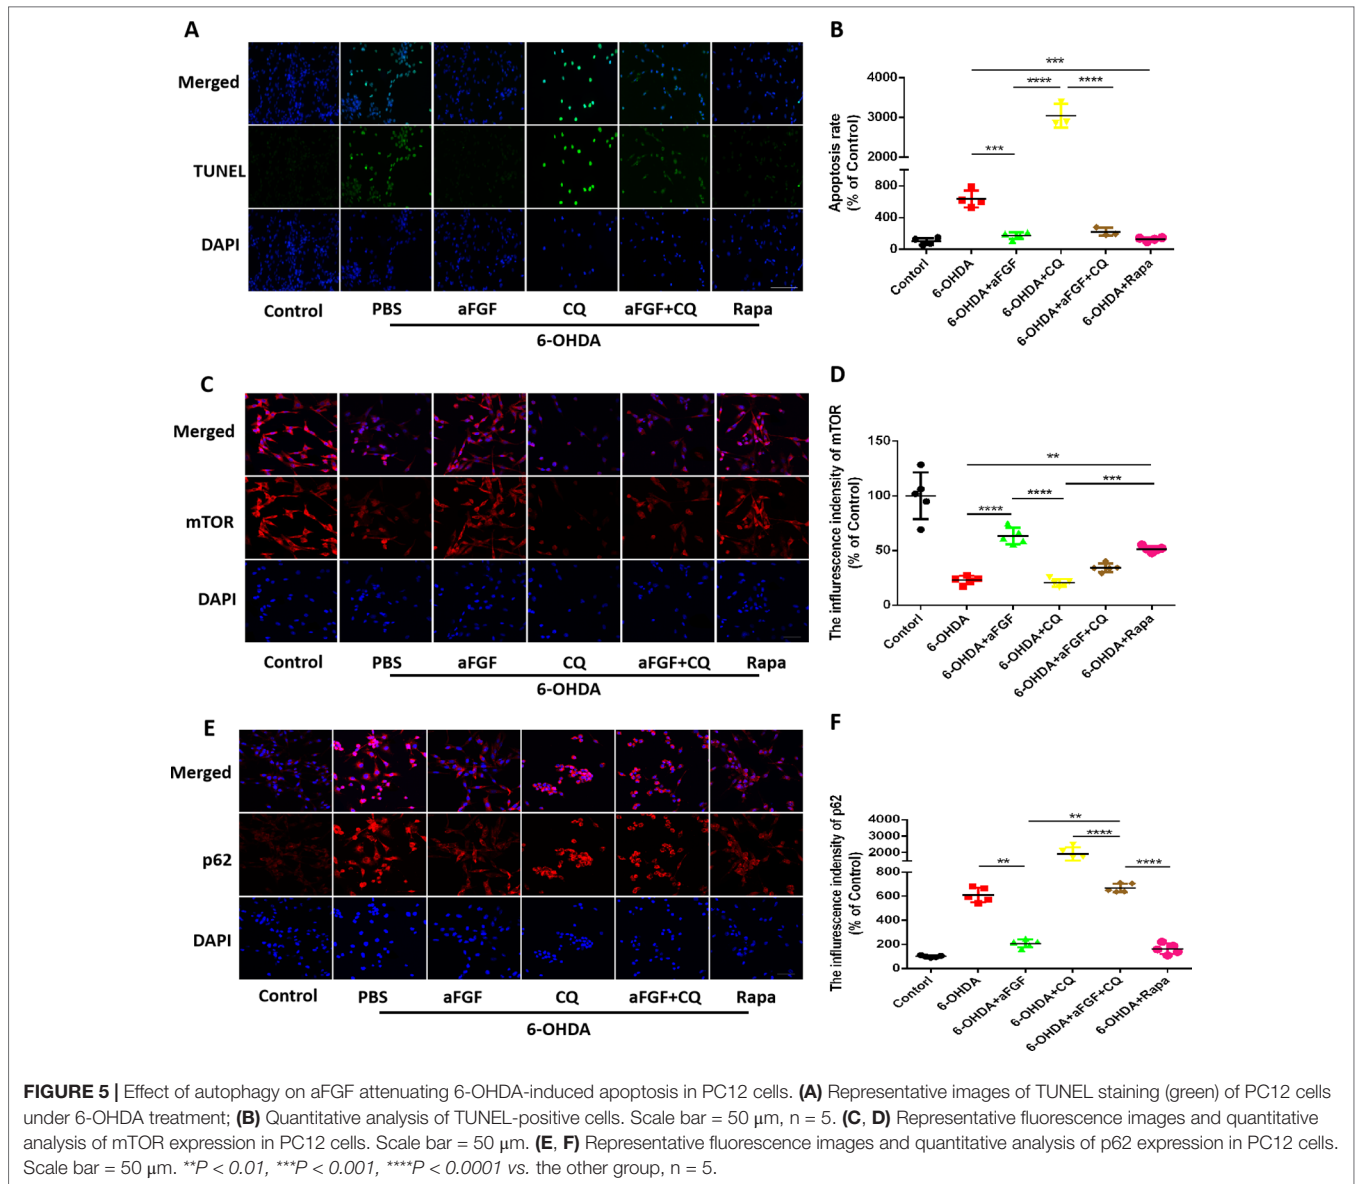 A
Merged
TUNEL
DAPI
Control PBS aFGF CQ aFGF+CQ Rapa
6-OHDA
B
Apoptosis rate
(% of Control)
4000
3000
2000
800
400
0
*** **** **** ***
Contorl 6-OHDA 6-OHDA+aFGF 6-OHDA+CQ 6-OHDA+aFGF+CQ 6-OHDA+Rapa
C
Merged
mTOR
DAPI
Control PBS aFGF CQ aFGF+CQ Rapa
6-OHDA
D
The influrescence indensity of mTOR
(% of Control)
150
100
50
0
** *** **** ****
Contorl 6-OHDA 6-OHDA+aFGF 6-OHDA+CQ 6-OHDA+aFGF+CQ 6-OHDA+Rapa
E
Merged
p62
DAPI
Control PBS aFGF CQ aFGF+CQ Rapa
6-OHDA
F
The influrescence indensity of p62
(% of Control)
4000
3000
2000
800
600
400
200
0
** **** ** ****
Contorl 6-OHDA 6-OHDA+aFGF 6-OHDA+CQ 6-OHDA+aFGF+CQ 6-OHDA+Rapa
FIGURE 5 | Effect of autophagy on aFGF attenuating 6-OHDA-induced apoptosis in PC12 cells. (A) Representative images of TUNEL staining (green) of PC12 cells
under 6-OHDA treatment; (B) Quantitative analysis of TUNEL-positive cells. Scale bar = 50 μm, n = 5. (C, D) Representative fluorescence images and quantitative
analysis of mTOR expression in PC12 cells. Scale bar = 50 μm. (E, F) Representative fluorescence images and quantitative analysis of p62 expression in PC12 cells.
Scale bar = 50 μm. **P < 0.01, ***P < 0.001, ****P < 0.0001 vs. the other group, n = 5.